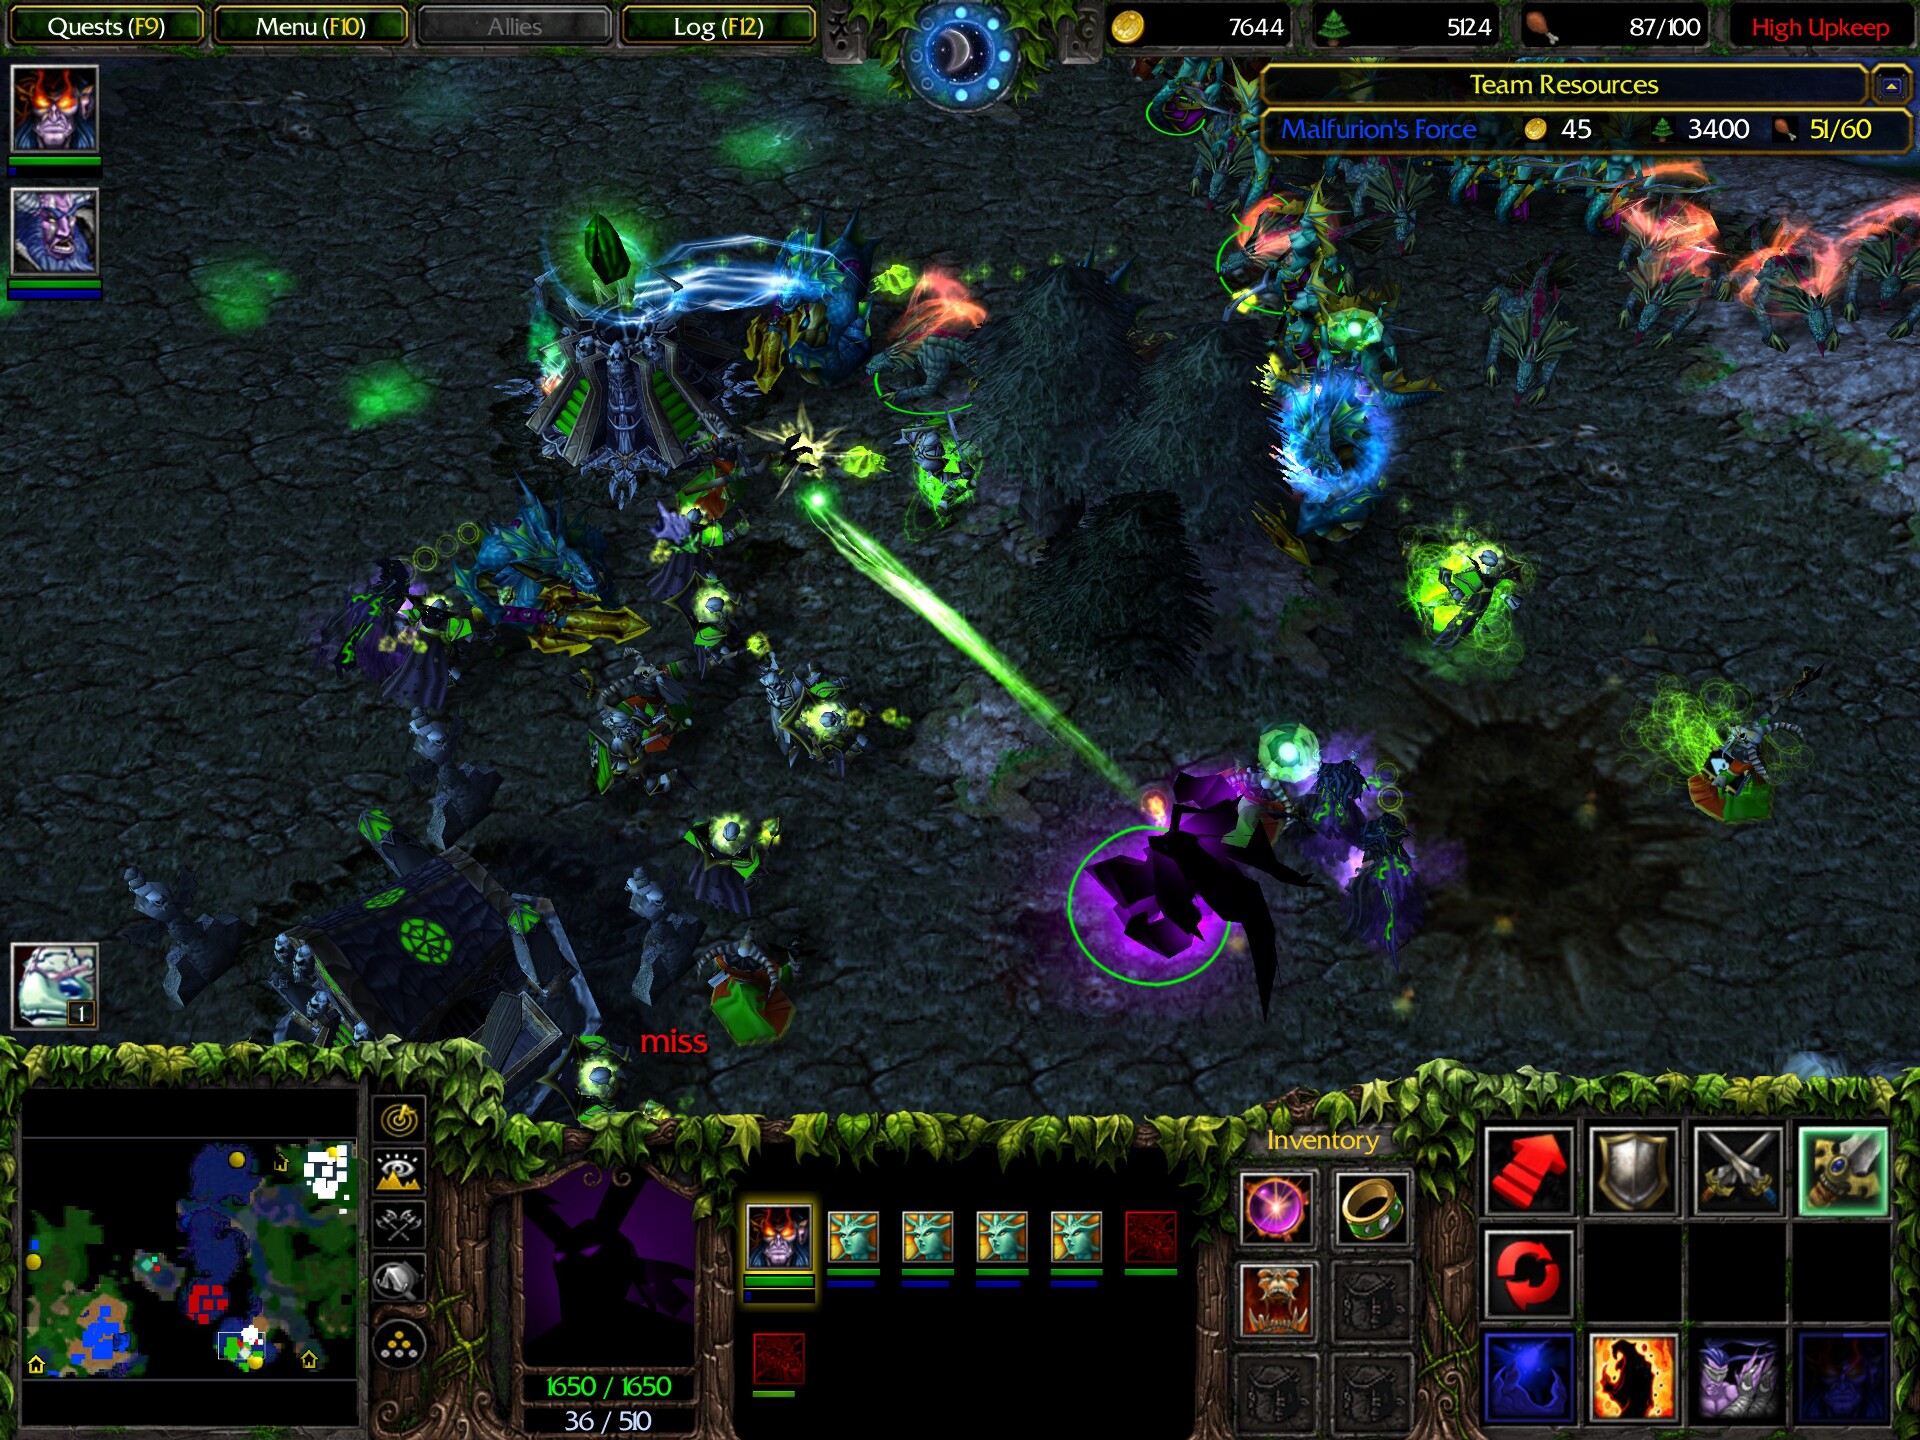 Quests (F9) Menu (F10) Allies Log (F12) 7644 5124 87/100 High Upkeep
Team Resources
Malfurion's Force 45 3400 51/60
1
miss
Inventory
1650 / 1650
36 / 510